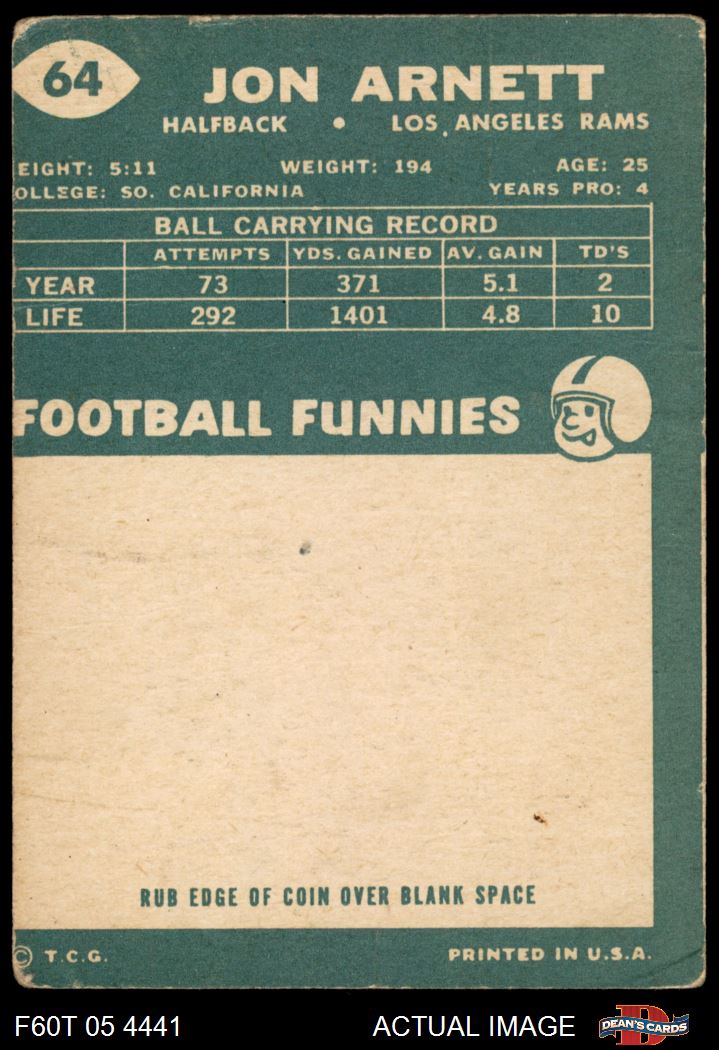 64
JON ARNETT
HALFBACK • LOS ANGELES RAMS
EIGHT: 5:11 WEIGHT: 194 AGE: 25
OLLEGE: SO. CALIFORNIA YEARS PRO: 4
BALL CARRYING RECORD
ATTEMPTS YDS. GAINED AV. GAIN TD'S
YEAR 73 371 5.1 2
LIFE 292 1401 4.8 10
FOOTBALL FUNNIES
RUB EDGE OF COIN OVER BLANK SPACE
© T.C.G. PRINTED IN U.S.A.
F60T 05 4441 ACTUAL IMAGE D DEAN'S CARDS